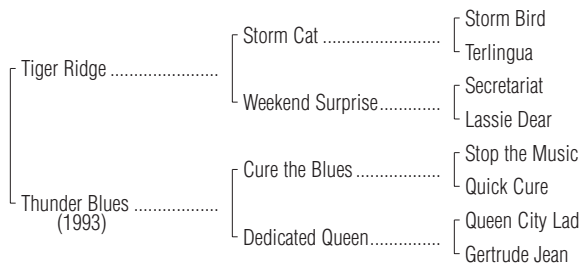 Storm Bird
Storm Cat ........................
Terlingua
Tiger Ridge ......................
Secretariat
Weekend Surprise.............
Lassie Dear
Stop the Music
Cure the Blues .................
Quick Cure
Thunder Blues .................
(1993)
Queen City Lad
Dedicated Queen..............
Gertrude Jean